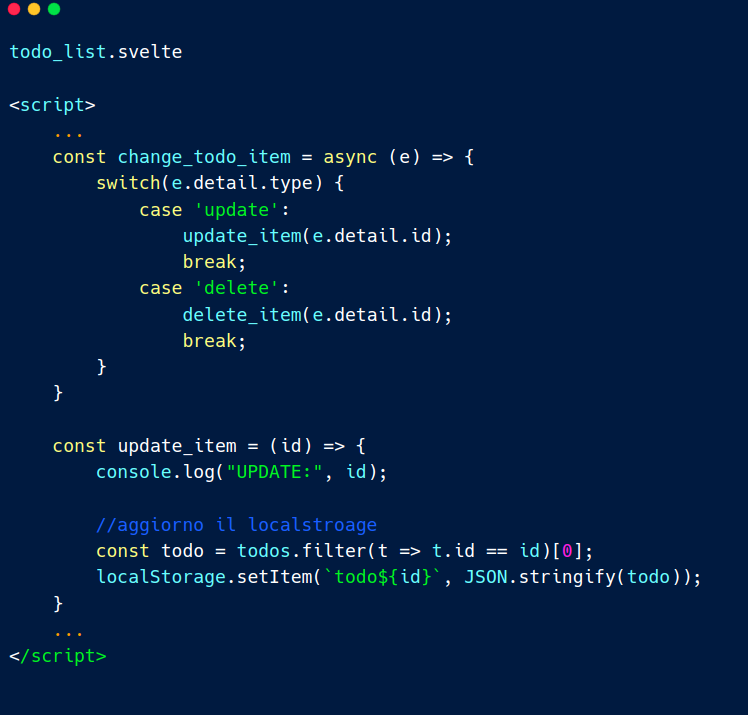 todo_list.svelte
<script>
...
const change_todo_item = async (e) => {
switch(e.detail.type) {
case 'update':
update_item(e.detail.id);
break;
case 'delete':
delete_item(e.detail.id);
break;
}
}
const update_item = (id) => {
console.log("UPDATE:", id);
//aggiorno il localstroage
const todo = todos.filter(t => t.id == id)[0];
localStorage.setItem(`todo${id}`, JSON.stringify(todo));
}
...
</script>